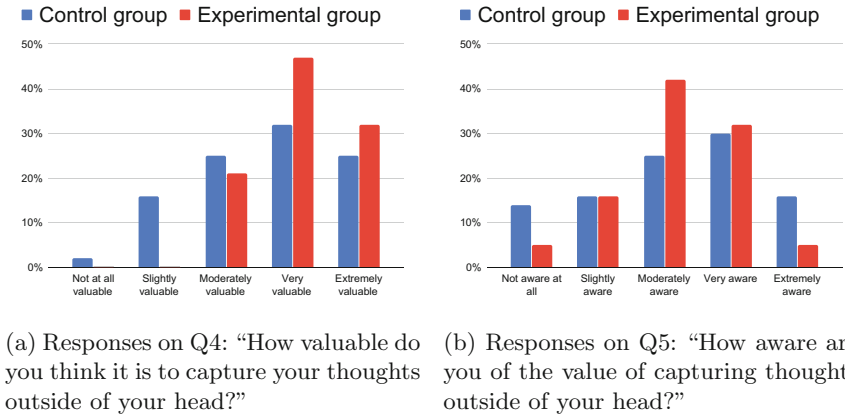 Control group Experimental group
50%
40%
30%
20%
10%
0%
Not at all valuable
Slightly valuable
Moderately valuable
Very valuable
Extremely valuable
(a) Responses on Q4: “How valuable do
you think it is to capture your thoughts
outside of your head?”
Control group Experimental group
50%
40%
30%
20%
10%
0%
Not aware at all
Slightly aware
Moderately aware
Very aware
Extremely aware
(b) Responses on Q5: “How aware ar
you of the value of capturing thought
outside of your head?”